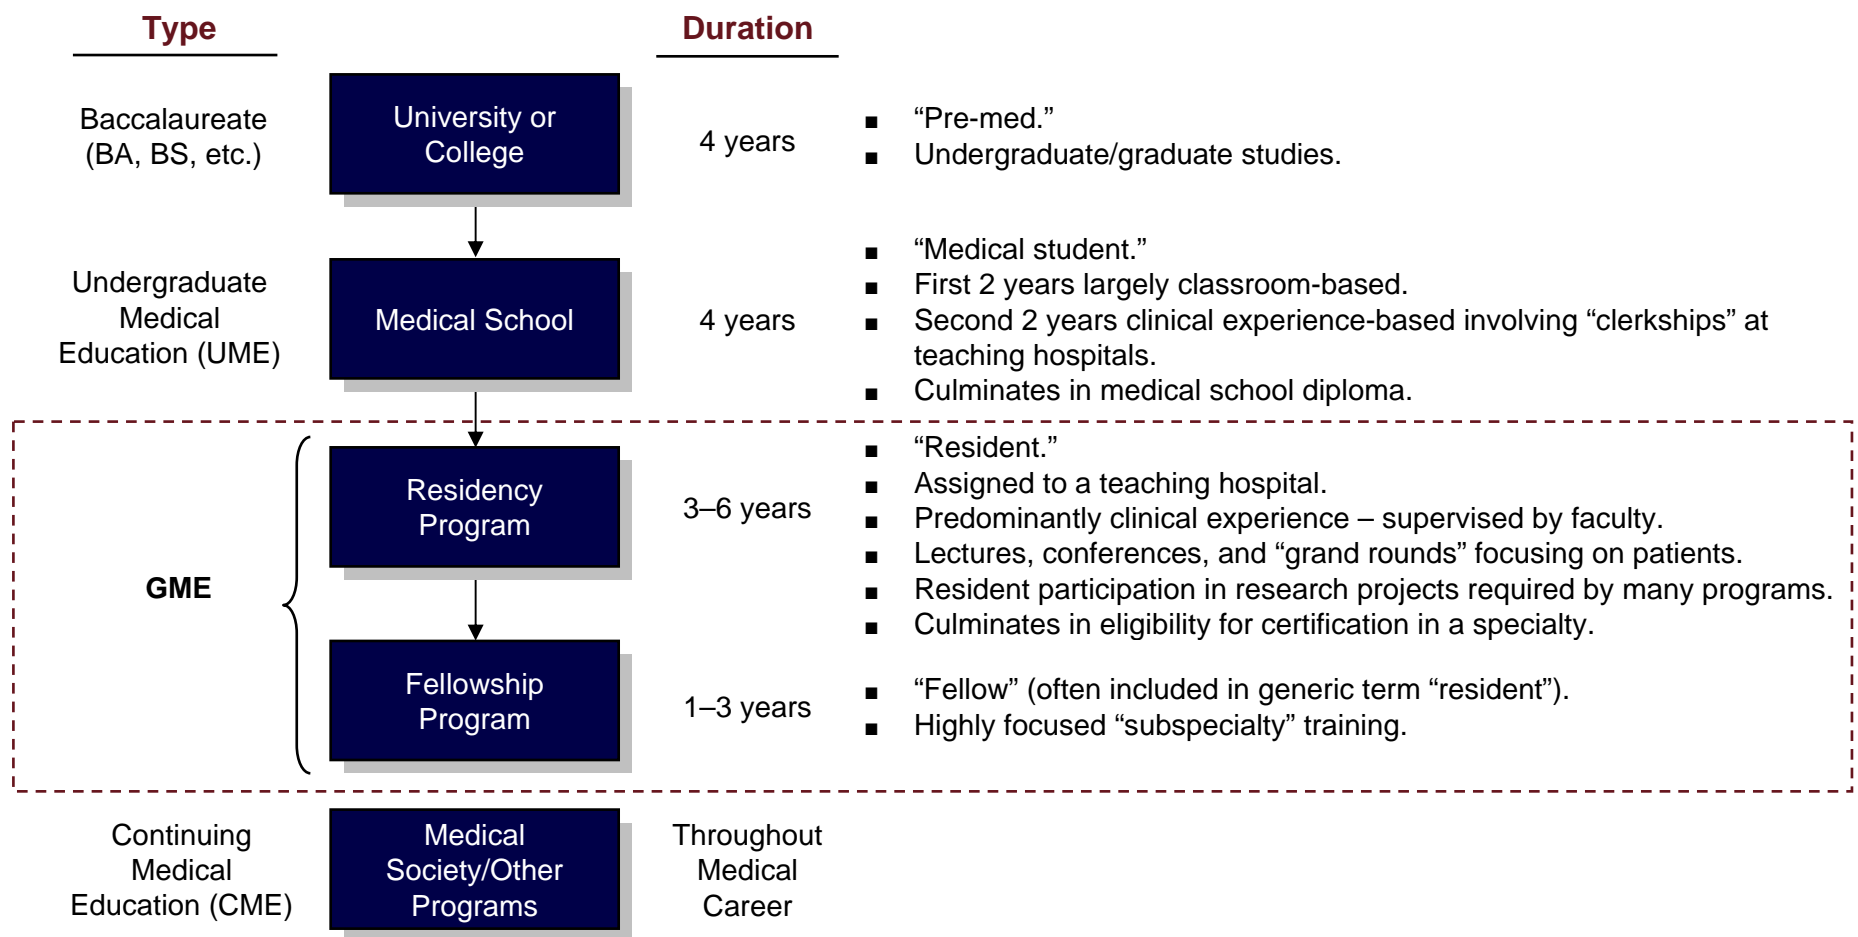 Type
Duration
Baccalaureate
(BA, BS, etc.)
University or
College
4 years
■ “Pre-med.”
■ Undergraduate/graduate studies.
Undergraduate
Medical
Education (UME)
Medical School
4 years
■ “Medical student.”
■ First 2 years largely classroom-based.
■ Second 2 years clinical experience-based involving “clerkships” at
teaching hospitals.
■ Culminates in medical school diploma.
GME
Residency
Program
3–6 years
■ “Resident.”
■ Assigned to a teaching hospital.
■ Predominantly clinical experience – supervised by faculty.
■ Lectures, conferences, and “grand rounds” focusing on patients.
■ Resident participation in research projects required by many programs.
■ Culminates in eligibility for certification in a specialty.
Fellowship
Program
1–3 years
■ “Fellow” (often included in generic term “resident”).
■ Highly focused “subspecialty” training.
Continuing
Medical
Education (CME)
Medical
Society/Other
Programs
Throughout
Medical
Career